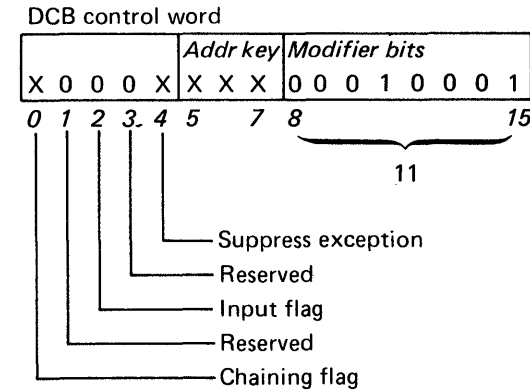 DCB control word
Addr key Modifier bits
X 0 0 0 X X X X 0 0 0 1 0 0 0 1
0 1 2 3 4 5 7 8 15
11
Suppress exception
Reserved
Input flag
Reserved
Chaining flag